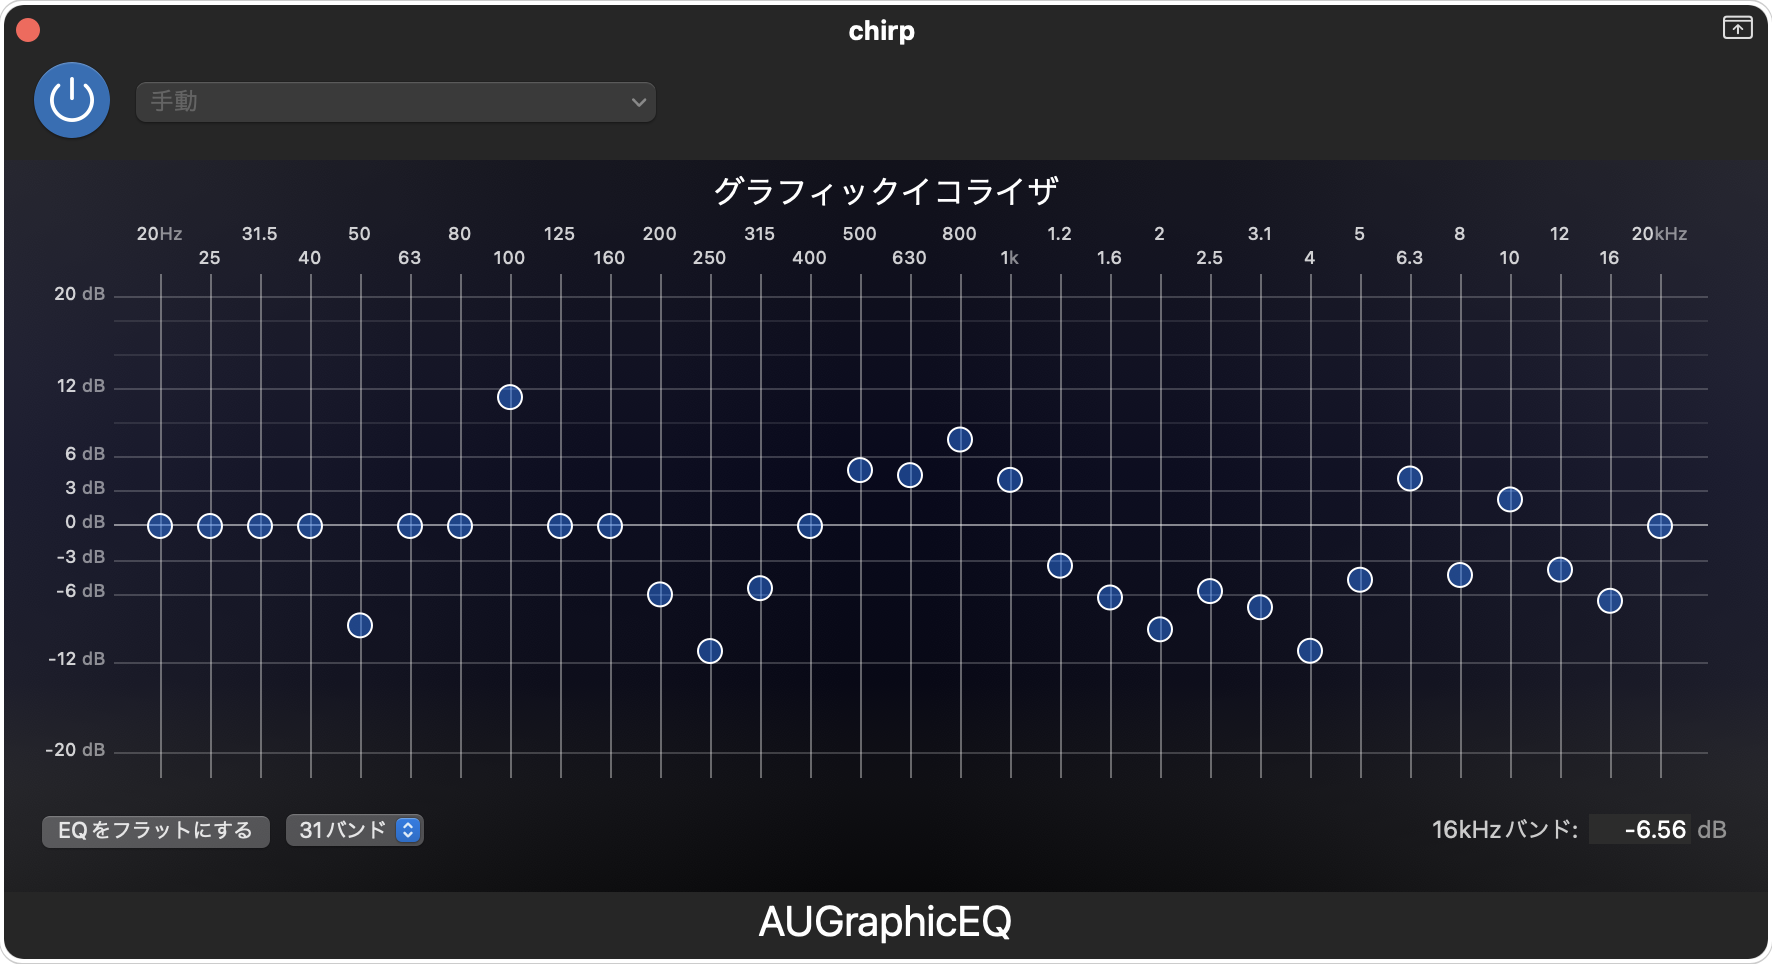 chirp
手動
グラフィックイコライザ
20Hz 31.5 50 80 125 200 315 500 800 1.2 2 3.1 5 8 12 20kHz
25 40 63 100 160 250 400 630 1k 1.6 2.5 4 6.3 10 16
20 dB
12 dB
6 dB
3 dB
0 dB
-3 dB
-6 dB
-12 dB
-20 dB
EQをフラットにする 31バンド 16kHzバンド: -6.56 dB
AUGraphicEQ